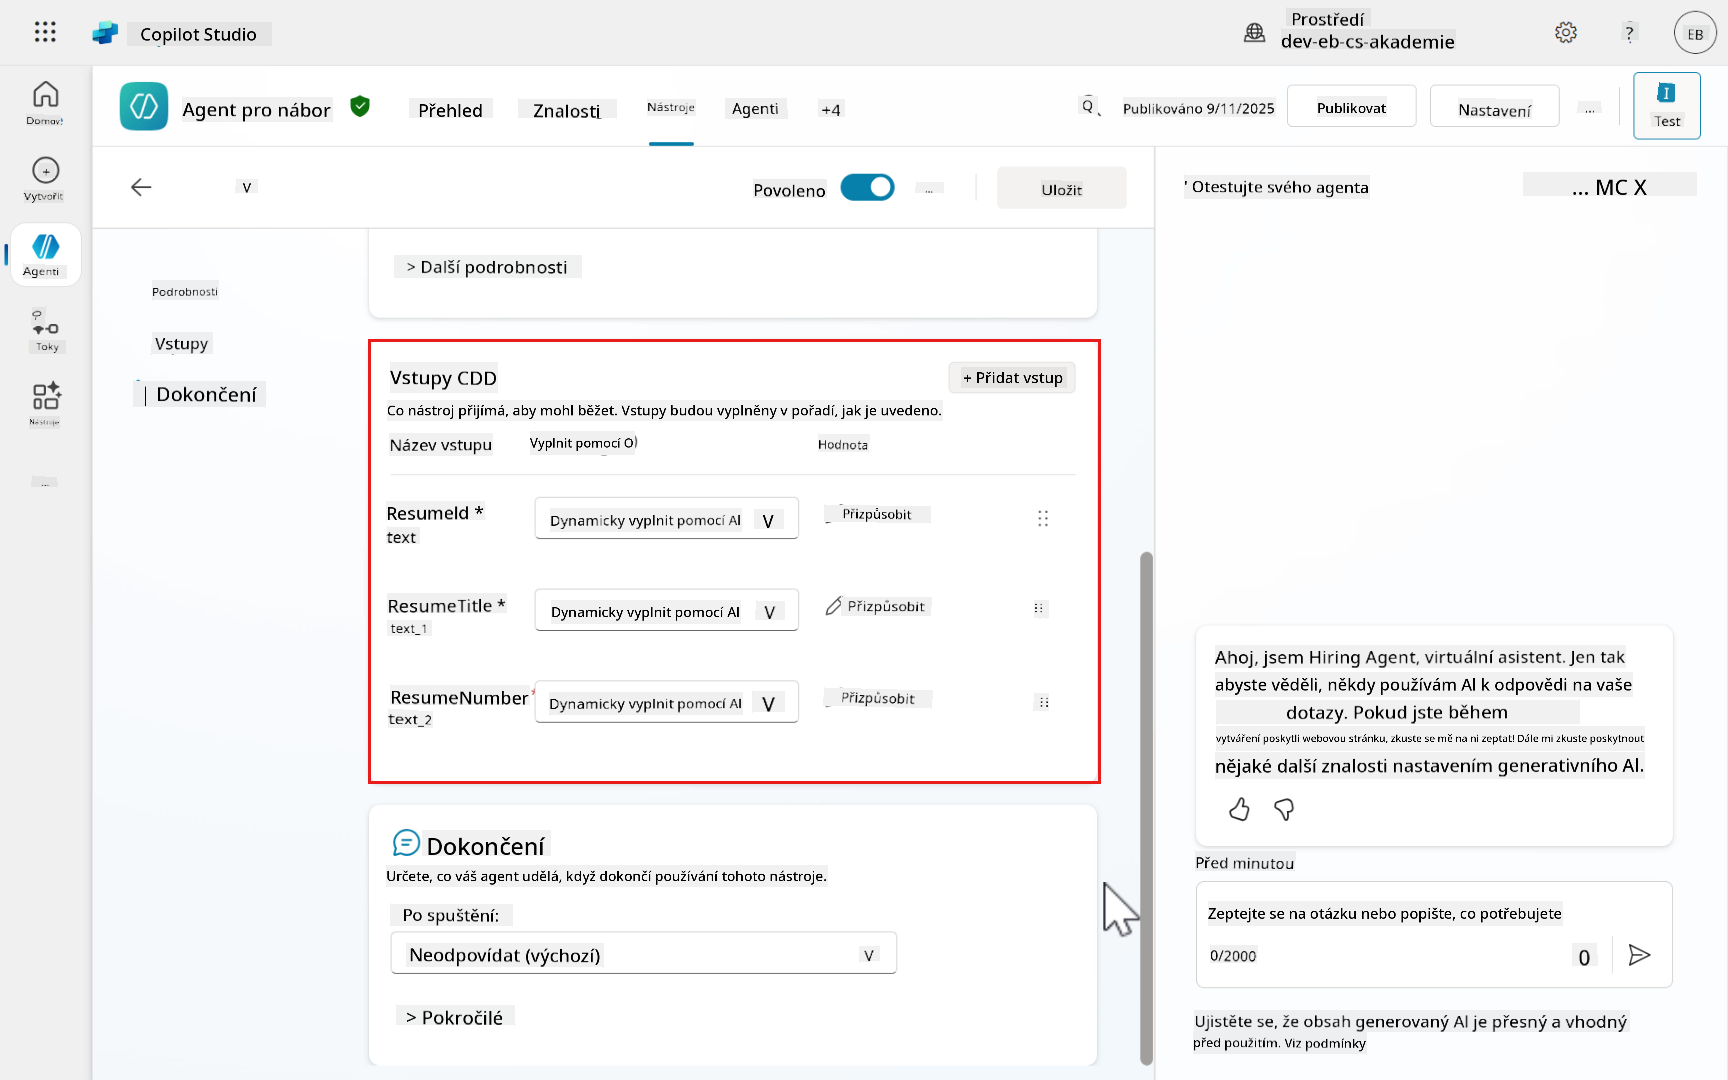 Copilot Studio
Prostředí
dev-eb-cs-akademie
?
EB
Domov!
Vytvořit
Agenti
Toky
Nástroje
...
Agent pro nábor
Přehled
Znalosti
Nástroje
Agenti
+4
Publikováno 9/11/2025
Publikovat
Nastavení
...
Test
V
Povoleno
...
Uložit
Podrobnosti
Vstupy
| Dokončení
> Další podrobnosti
Vstupy CDD
+ Přidat vstup
Co nástroj přijímá, aby mohl běžet. Vstupy budou vyplněny v pořadí, jak je uvedeno.
Název vstupu
Vyplnit pomocí O)
Hodnota
ResumeId *
text
Dynamicky vyplnit pomocí AI V
Přizpůsobit
ResumeTitle *
text_1
Dynamicky vyplnit pomocí AI V
Přizpůsobit
ResumeNumber*
text_2
Dynamicky vyplnit pomocí AI V
Přizpůsobit
Dokončení
Určete, co váš agent udělá, když dokončí používání tohoto nástroje.
Po spuštění:
Neodpovídat (výchozí) V
> Pokročilé
' Otestujte svého agenta
... MC X
Ahoj, jsem Hiring Agent, virtuální asistent. Jen tak
abyste věděli, někdy používám AI k odpovědi na vaše
dotazy. Pokud jste během
vytváření poskytli webovou stránku, zkuste se mě na ni zeptat! Dále mi zkuste poskytnout
nějaké další znalosti nastavením generativního AI.
Před minutou
Zeptejte se na otázku nebo popište, co potřebujete
0/2000
0
Ujistěte se, že obsah generovaný AI je přesný a vhodný
před použitím. Viz podmínky